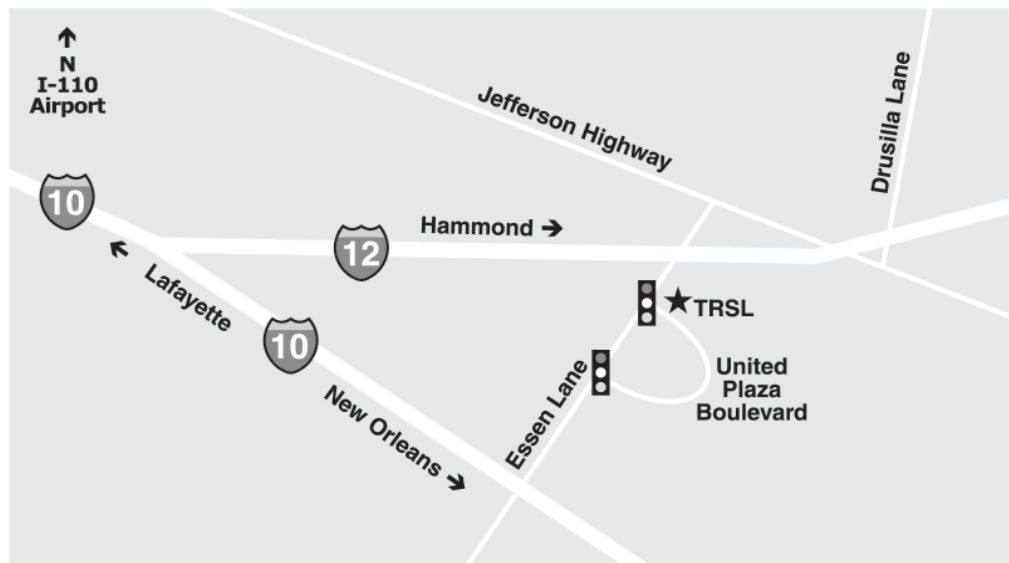 N
I-110
Airport
Jefferson Highway
Drusilla Lane
10
Hammond
12
Lafayette
TRSL
10
United
Plaza
Boulevard
Essen Lane
New Orleans